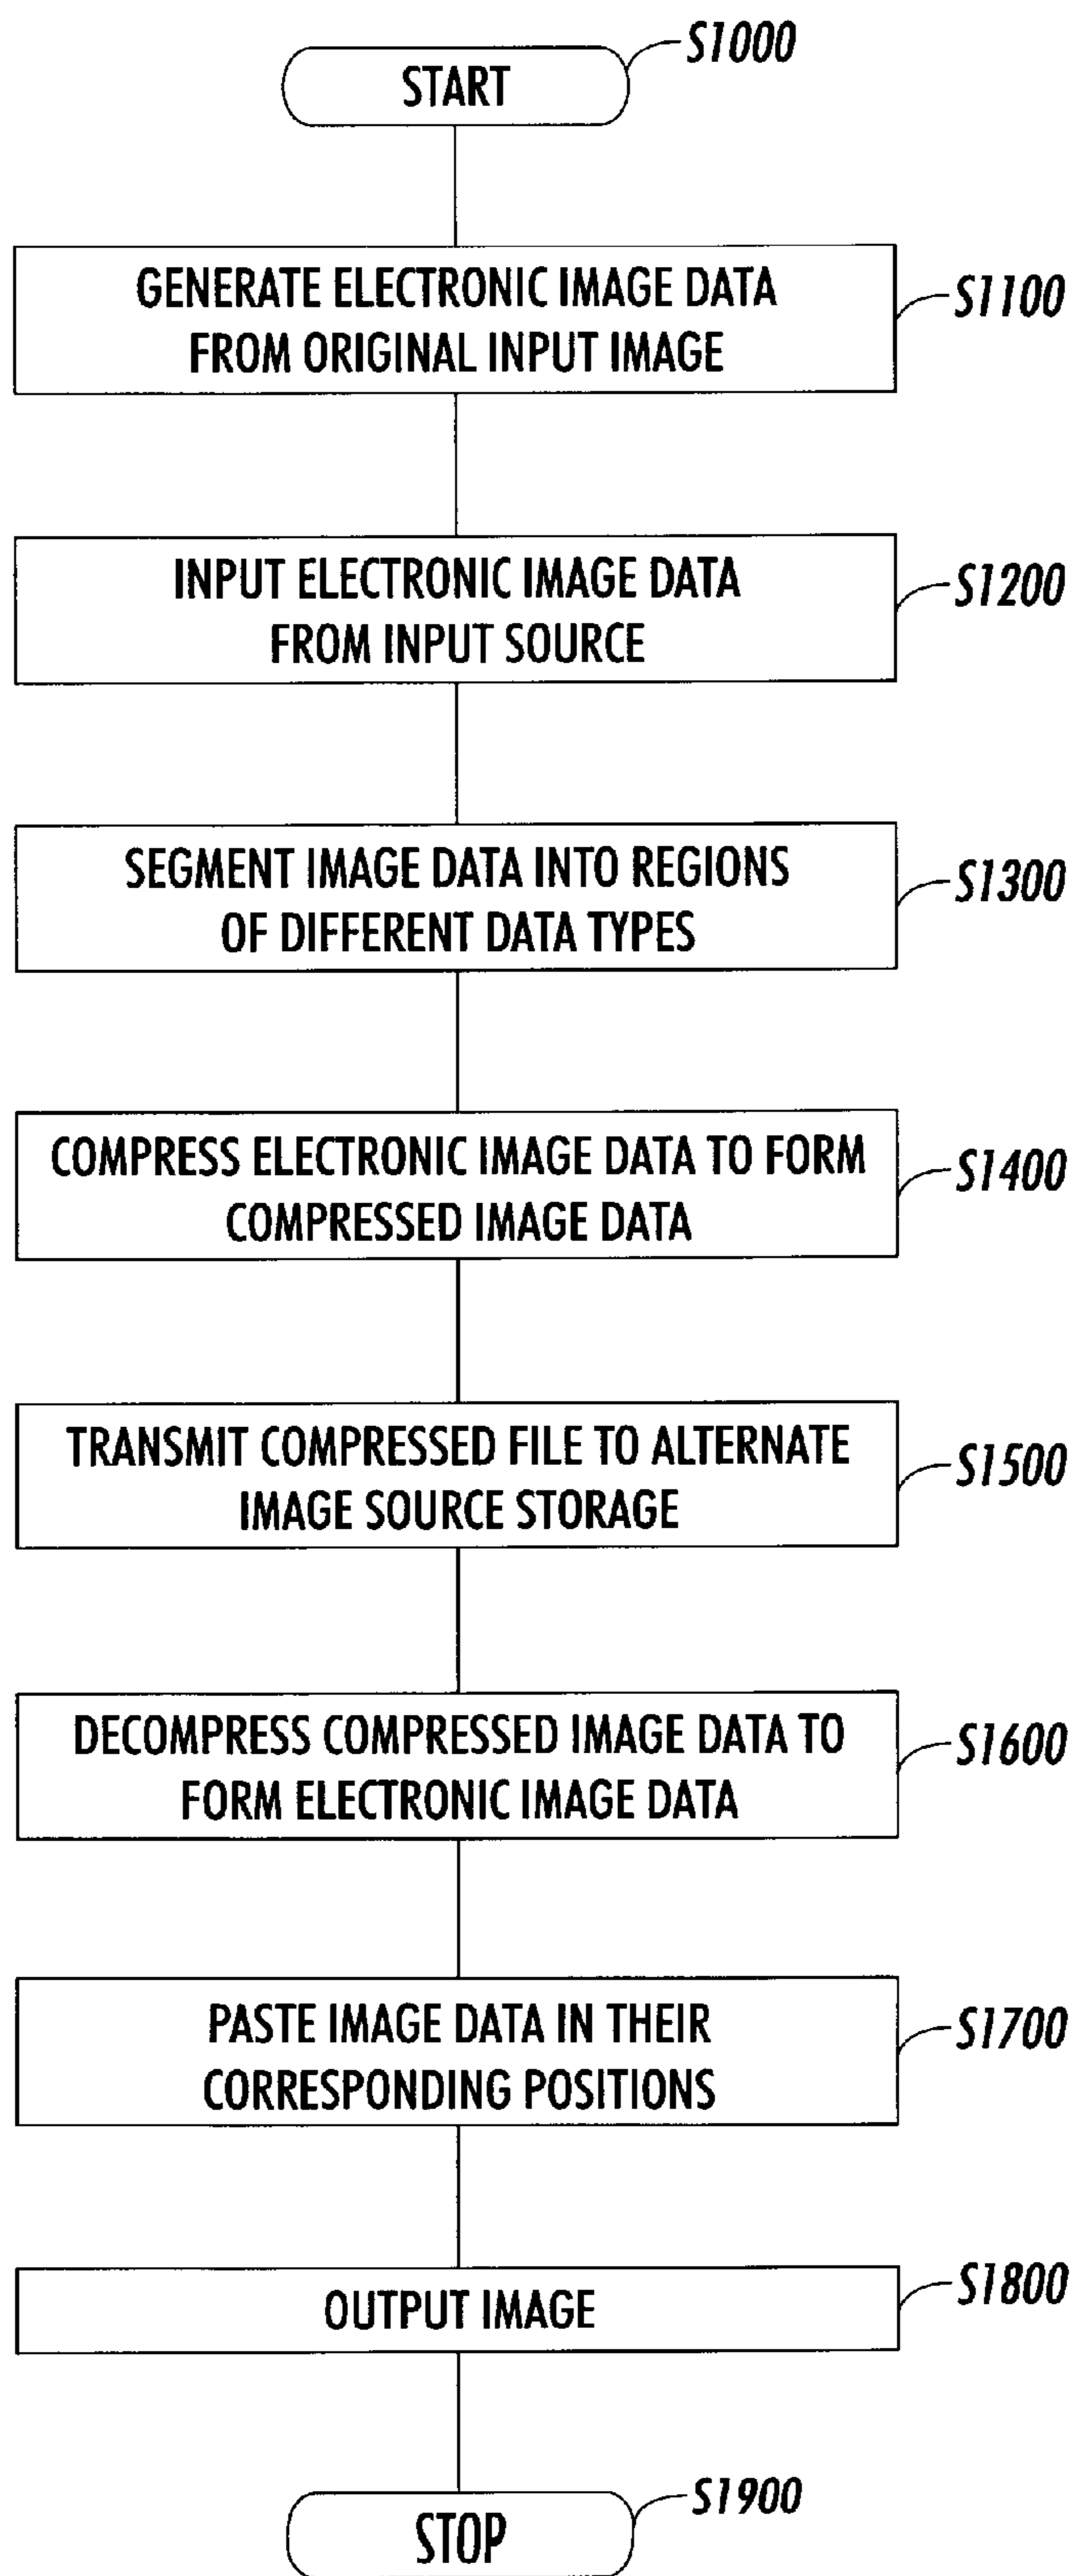 START
S1000
GENERATE ELECTRONIC IMAGE DATA
FROM ORIGINAL INPUT IMAGE
S1100
INPUT ELECTRONIC IMAGE DATA
FROM INPUT SOURCE
S1200
SEGMENT IMAGE DATA INTO REGIONS
OF DIFFERENT DATA TYPES
S1300
COMPRESS ELECTRONIC IMAGE DATA TO FORM
COMPRESSED IMAGE DATA
S1400
TRANSMIT COMPRESSED FILE TO ALTERNATE
IMAGE SOURCE STORAGE
S1500
DECOMPRESS COMPRESSED IMAGE DATA TO
FORM ELECTRONIC IMAGE DATA
S1600
PASTE IMAGE DATA IN THEIR
CORRESPONDING POSITIONS
S1700
OUTPUT IMAGE
S1800
STOP
S1900